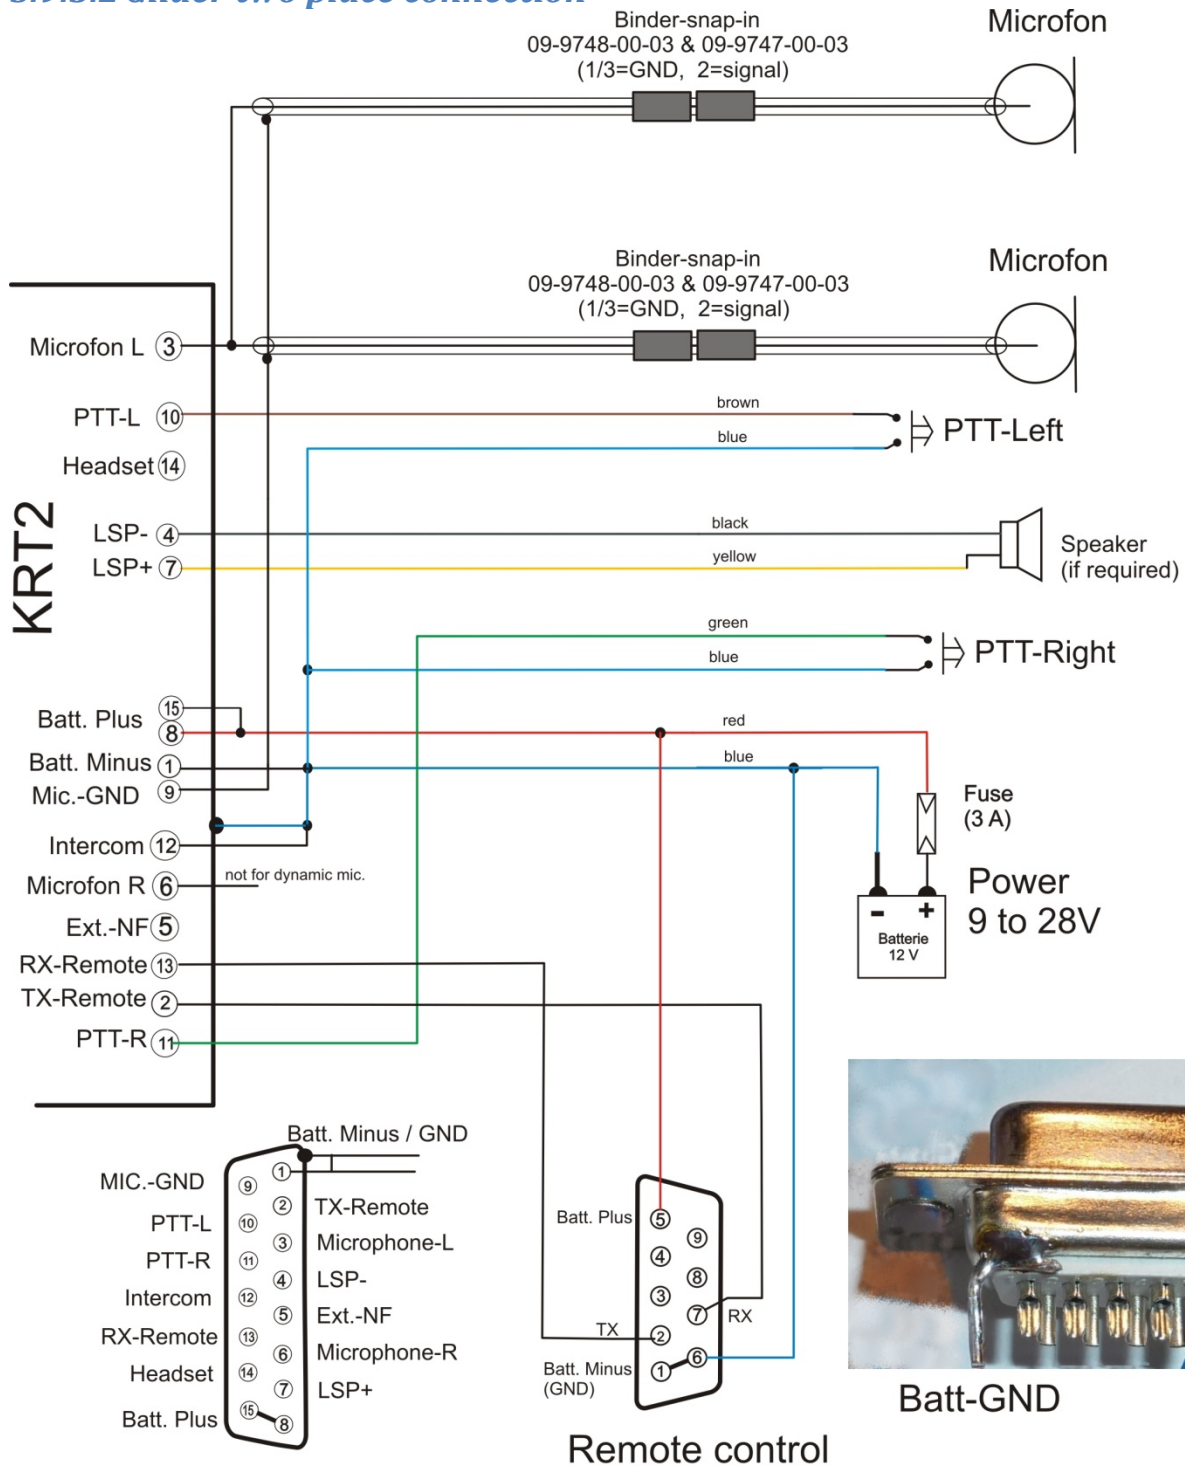 5.9.3.2 under two place connection
Binder-snap-in
09-9748-00-03 & 09-9747-00-03
(1/3=GND, 2=signal)
Microfon
Binder-snap-in
09-9748-00-03 & 09-9747-00-03
(1/3=GND, 2=signal)
Microfon
KRT2
Microfon L 3
PTT-L 10
brown
blue
PTT-Left
Headset 14
LSP- 4
black
LSP+ 7
yellow
Speaker
(if required)
green
blue
PTT-Right
15
Batt. Plus
8
red
Batt. Minus 1
blue
Mic.-GND 9
Fuse
(3 A)
Intercom 12
Microfon R 6
not for dynamic mic.
Power
9 to 28V
- +
Batterie
12 V
Ext.-NF 5
RX-Remote 13
TX-Remote 2
PTT-R 11
Batt. Minus / GND
1
MIC.-GND 9
2 TX-Remote
PTT-L 10
3 Microphone-L
PTT-R 11
4 LSP-
Intercom 12
5 Ext.-NF
RX-Remote 13
6 Microphone-R
Headset 14
7 LSP+
Batt. Plus 15
8
Batt. Plus 5
9
4
8
3
7 RX
TX 2
6
Batt. Minus 1
(GND)
Remote control
Batt-GND